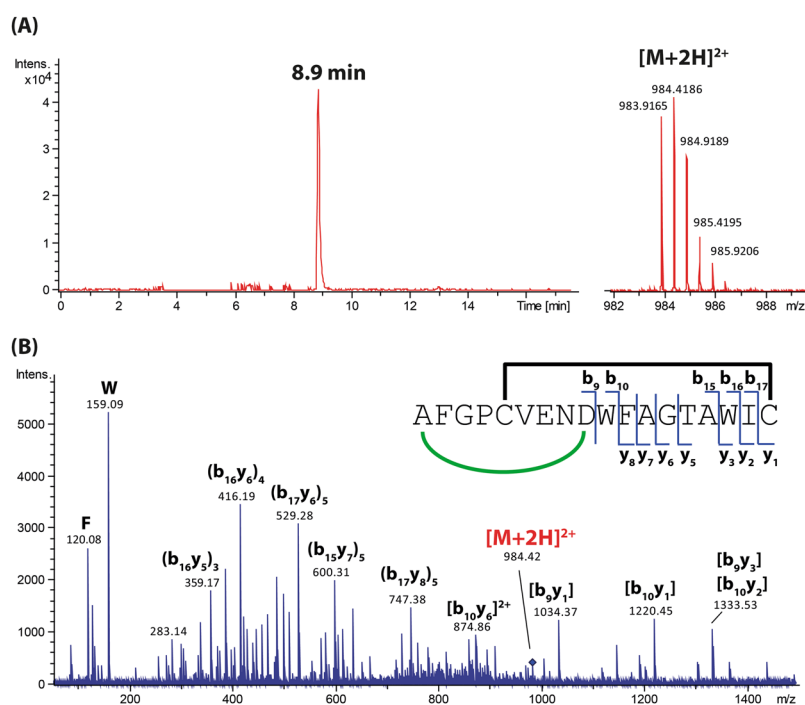 (A)
Intens.
x10⁴
8.9 min
4
3
2
1
0
0 2 4 6 8 10 12 14 Time [min]
[M+2H]²⁺
983.9165
984.4186
984.9189
985.4195
985.9206
982 984 986 988 m/z
(B)
Intens.
5000
4000
3000
2000
1000
0
W
159.09
F
120.08
283.14
(b₁₆y₅)₃
359.17
(b₁₆y₆)₄
416.19
(b₁₇y₆)₅
529.28
(b₁₅y₇)₅
600.31
(b₁₇y₈)₅
747.38
[b₁₀y₆]²⁺
874.86
[M+2H]²⁺
984.42
[b₉y₁]
1034.37
[b₁₀y₁]
1220.45
[b₉y₃]
[b₁₀y₂]
1333.53
b₉ b₁₀ b₁₅ b₁₆ b₁₇
AFGPCVENDWFAGTAWIC
y₈ y₇ y₆ y₅ y₃ y₂ y₁
200 400 600 800 1000 1200 1400 m/z